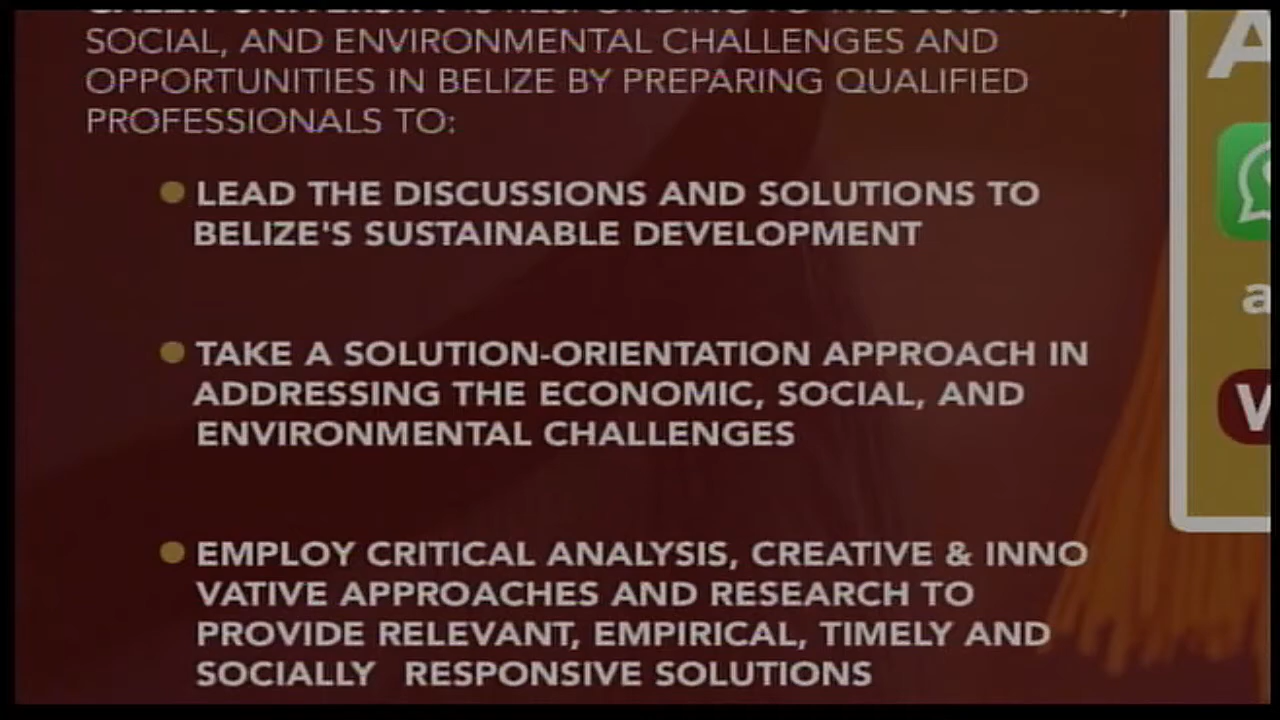 SOCIAL, AND ENVIRONMENTAL CHALLENGES AND
OPPORTUNITIES IN BELIZE BY PREPARING QUALIFIED
PROFESSIONALS TO:
LEAD THE DISCUSSIONS AND SOLUTIONS TO
BELIZE'S SUSTAINABLE DEVELOPMENT
TAKE A SOLUTION-ORIENTATION APPROACH IN
ADDRESSING THE ECONOMIC, SOCIAL, AND
ENVIRONMENTAL CHALLENGES
EMPLOY CRITICAL ANALYSIS, CREATIVE & INNO
VATIVE APPROACHES AND RESEARCH TO
PROVIDE RELEVANT, EMPIRICAL, TIMELY AND
SOCIALLY RESPONSIVE SOLUTIONS